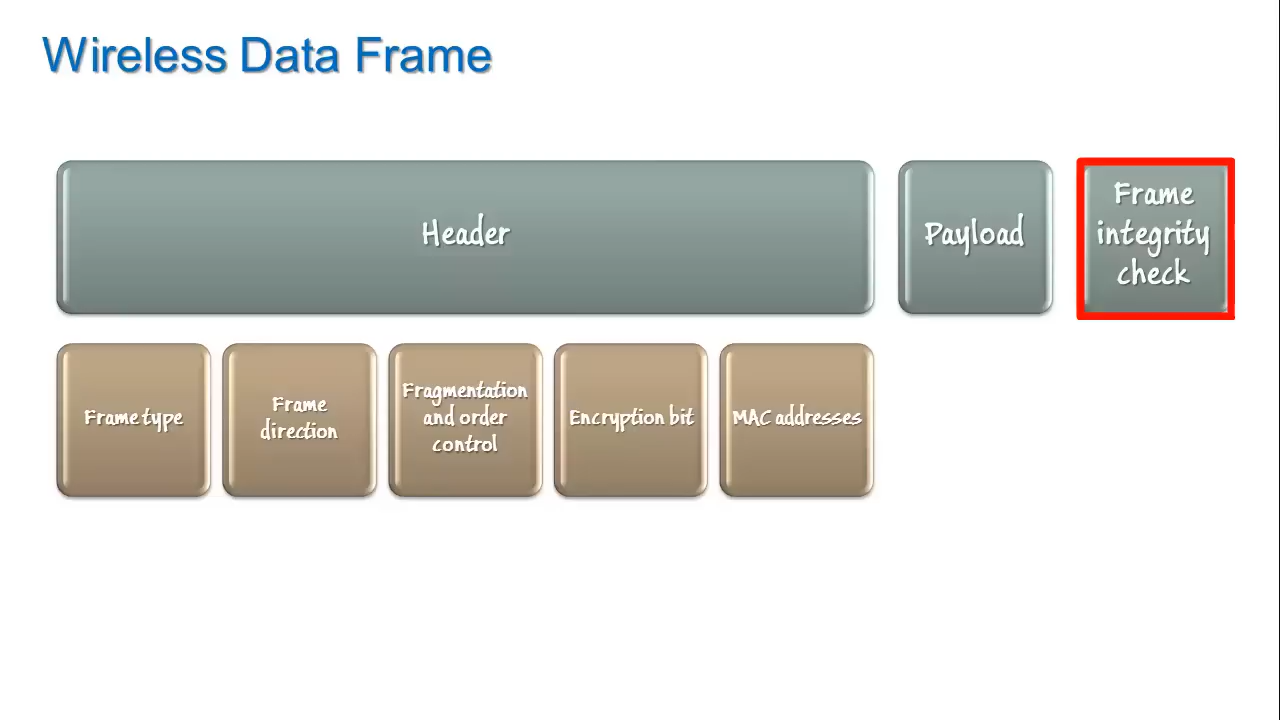 Wireless Data Frame
Header
Payload
Frame
integrity
check
Frame type
Frame
direction
Fragmentation
and order
control
Encryption bit
MAC addresses